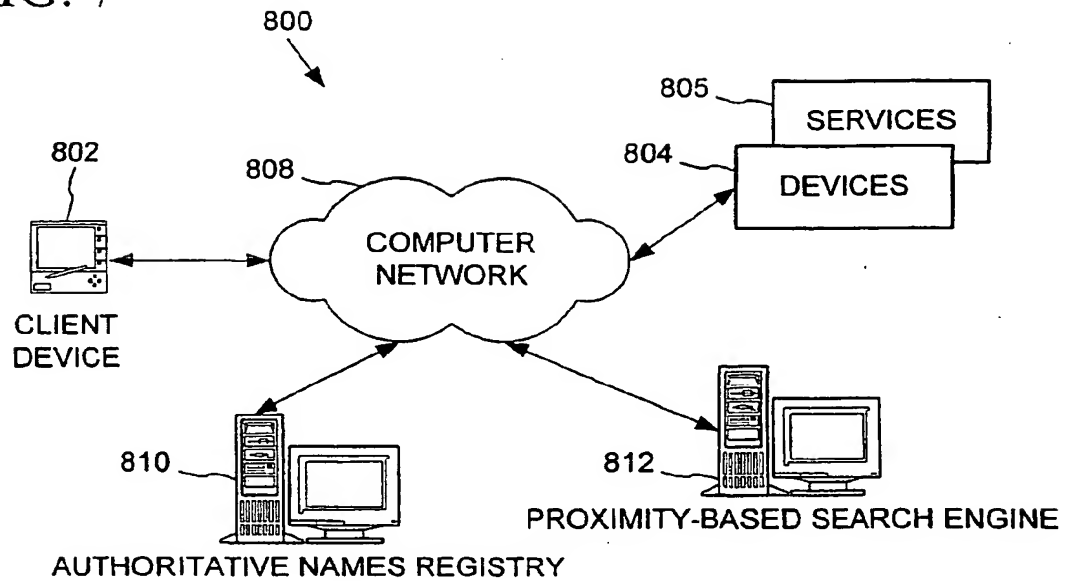 800
805
SERVICES
802
808
804
DEVICES
COMPUTER
NETWORK
CLIENT
DEVICE
810
812
PROXIMITY-BASED SEARCH ENGINE
AUTHORITATIVE NAMES REGISTRY